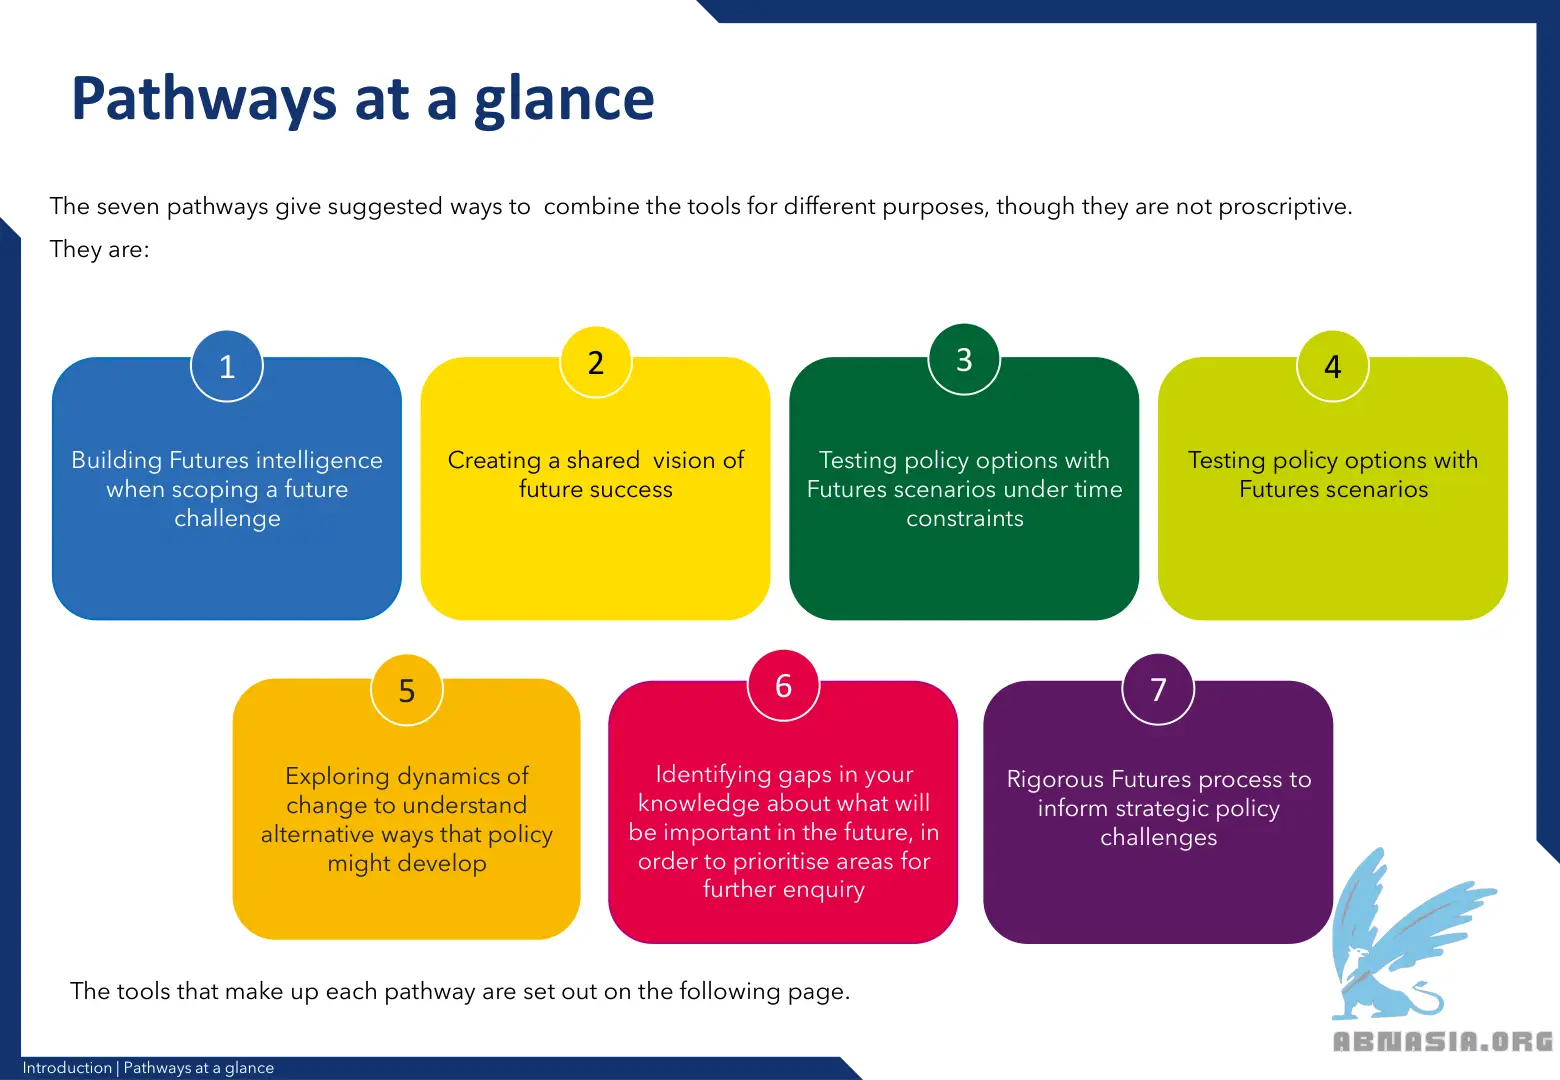 Pathways at a glance
The seven pathways give suggested ways to  combine the tools for different purposes, though they are not proscriptive.
They are:
1
Building Futures intelligence
when scoping a future
challenge
2
Creating a shared  vision of
future success
3
Testing policy options with
Futures scenarios under time
constraints
4
Testing policy options with
Futures scenarios
5
Exploring dynamics of
change to understand
alternative ways that policy
might develop
6
Identifying gaps in your
knowledge about what will
be important in the future, in
order to prioritise areas for
further enquiry
7
Rigorous Futures process to
inform strategic policy
challenges
The tools that make up each pathway are set out on the following page.
ABNASIA.ORG
Introduction | Pathways at a glance